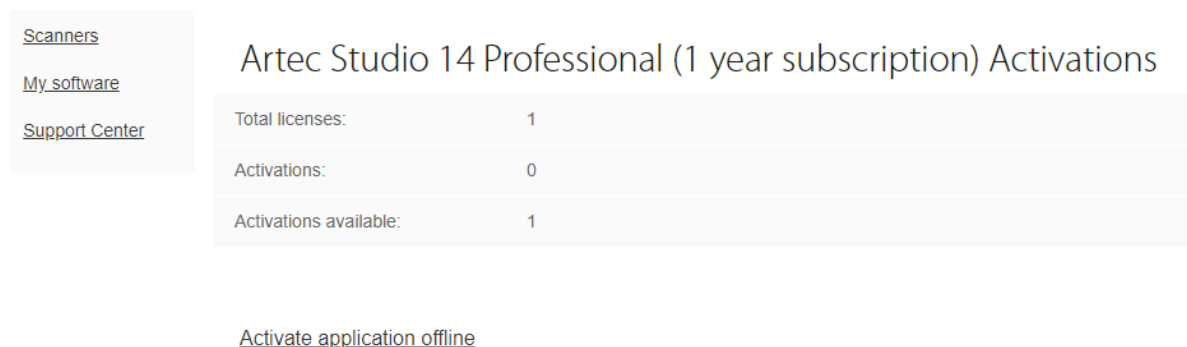 Scanners
My software
Support Center
Artec Studio 14 Professional (1 year subscription) Activations
Total licenses: 1
Activations: 0
Activations available: 1
Activate application offline